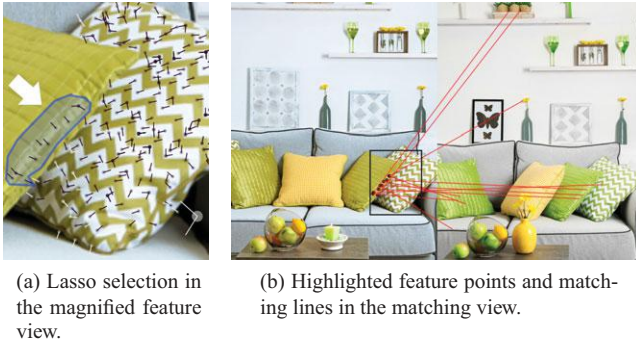 (a) Lasso selection in
the magnified feature
view.
(b) Highlighted feature points and match-
ing lines in the matching view.